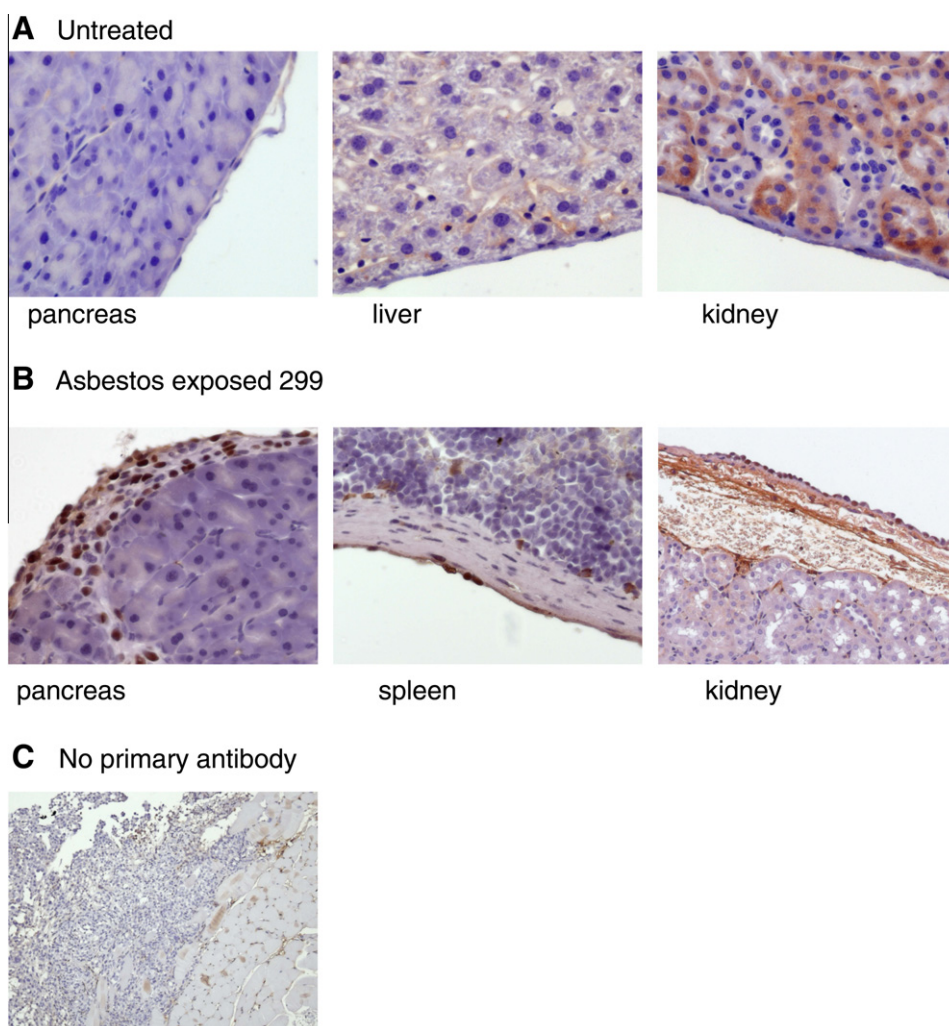 A Untreated
pancreas liver kidney
B Asbestos exposed 299
pancreas spleen kidney
C No primary antibody